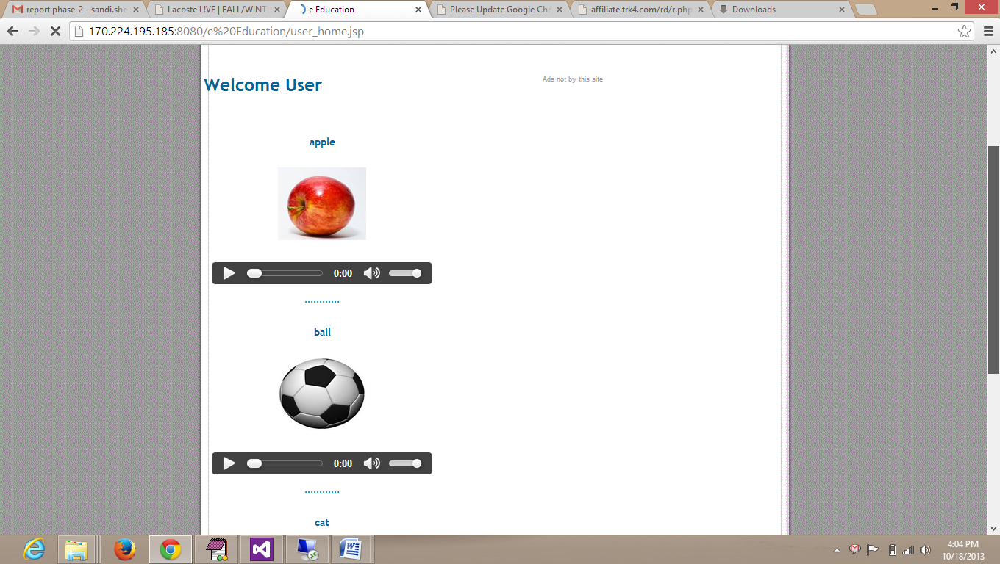 report phase-2 - sandi.she
Lacoste L!VE | FALL/WINT
e Education
Please Update Google Chr
affiliate.trk4.com/rd/r.php
Downloads
170.224.195.185:8080/e%20Education/user_home.jsp
Welcome User
Ads not by this site
apple
0:00
............
ball
0:00
............
cat
4:04 PM
10/18/2013